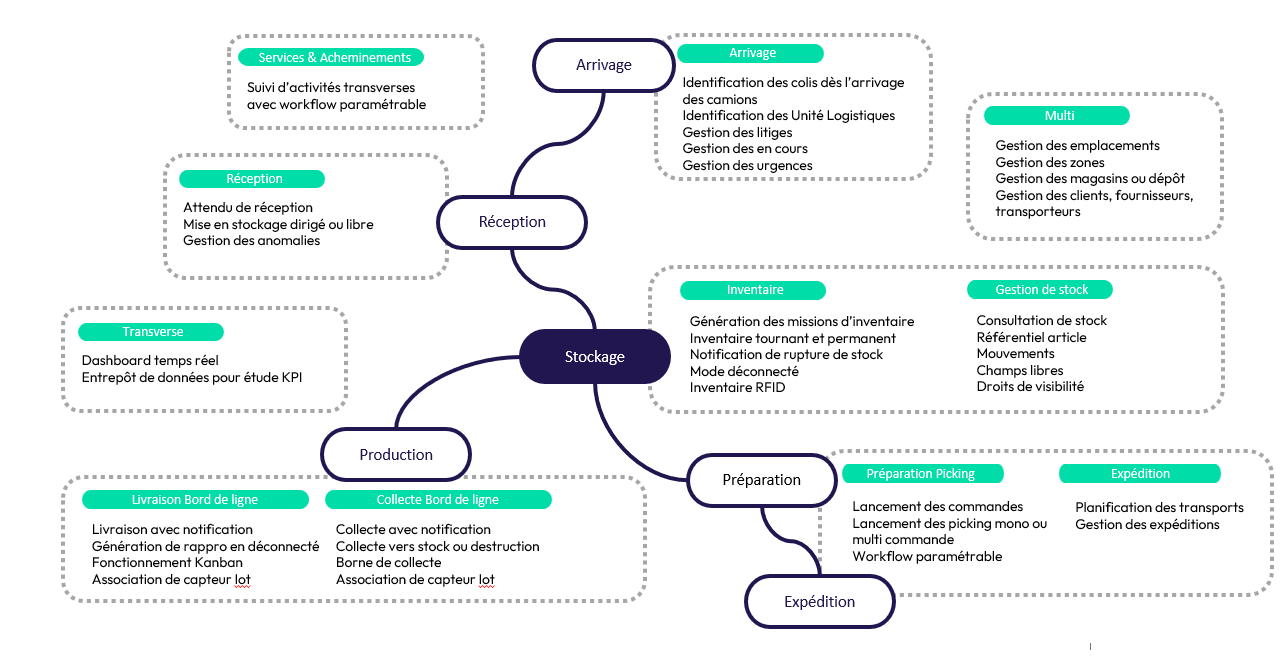 Services & Acheminements
Suivi d'activités transverses
avec workflow paramétrable
Arrivage
Arrivage
Identification des colis dès l'arrivage
des camions
Identification des Unité Logistiques
Gestion des litiges
Gestion des en cours
Gestion des urgences
Multi
Gestion des emplacements
Gestion des zones
Gestion des magasins ou dépôt
Gestion des clients, fournisseurs,
transporteurs
Réception
Attendu de réception
Mise en stockage dirigé ou libre
Gestion des anomalies
Réception
Inventaire
Génération des missions d'inventaire
Inventaire tournant et permanent
Notification de rupture de stock
Mode déconnecté
Inventaire RFID
Gestion de stock
Consultation de stock
Référentiel article
Mouvements
Champs libres
Droits de visibilité
Transverse
Dashboard temps réel
Entrepôt de données pour étude KPI
Stockage
Production
Livraison Bord de ligne
Livraison avec notification
Génération de rappro en déconnecté
Fonctionnement Kanban
Association de capteur Iot
Collecte Bord de ligne
Collecte avec notification
Collecte vers stock ou destruction
Borne de collecte
Association de capteur Iot
Préparation
Préparation Picking
Lancement des commandes
Lancement des picking mono ou
multi commande
Workflow paramétrable
Expédition
Planification des transports
Gestion des expéditions
Expédition